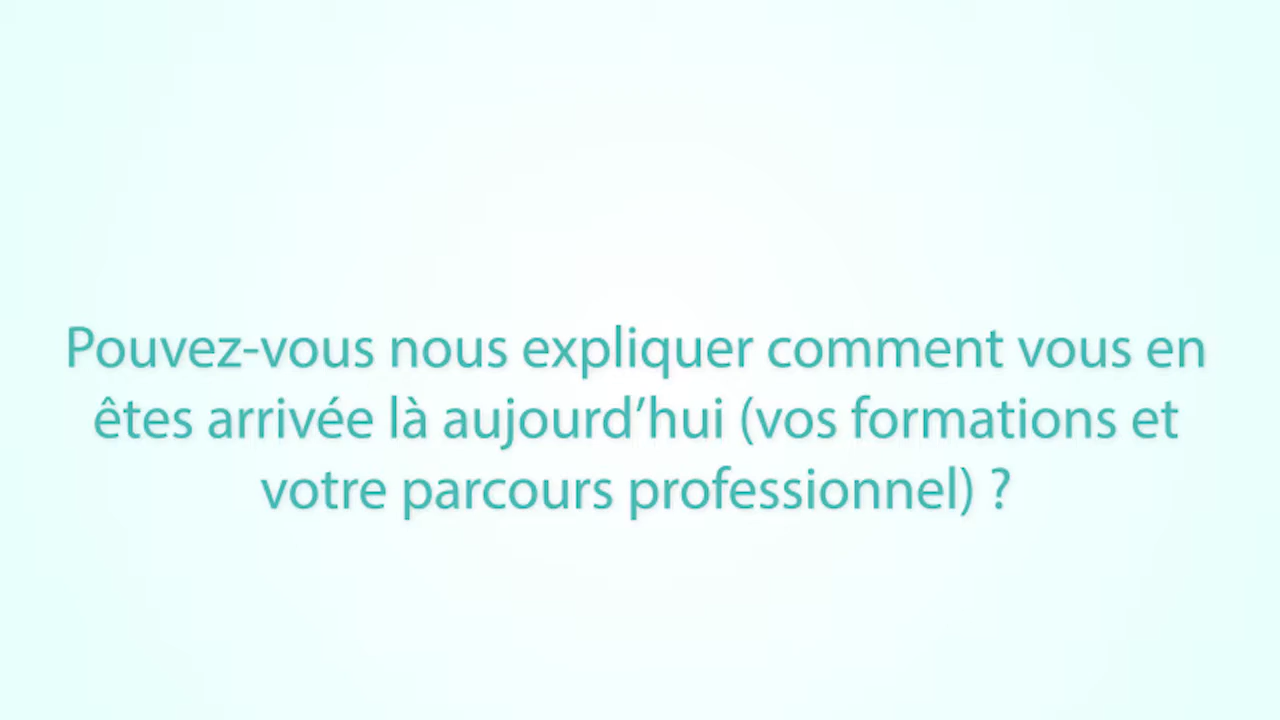 Pouvez-vous nous expliquer comment vous en
êtes arrivée là aujourd’hui (vos formations et
votre parcours professionnel) ?